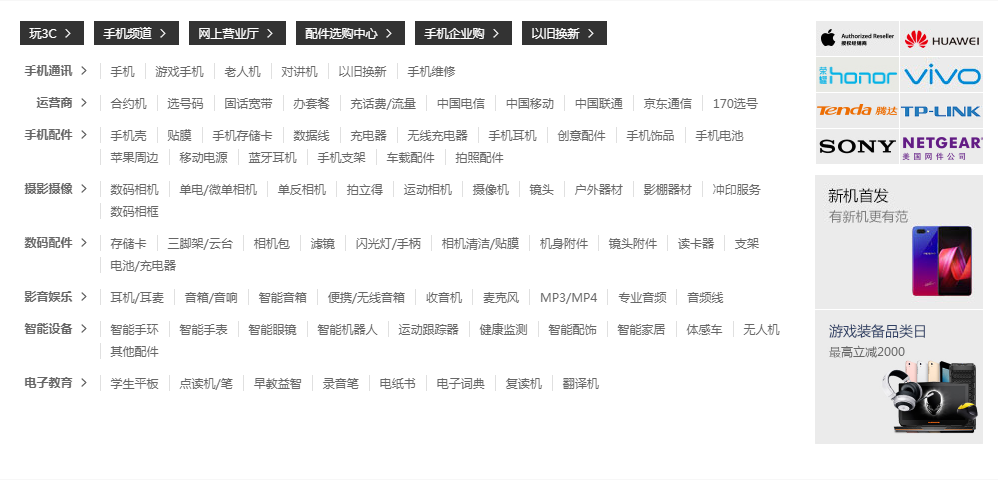 玩3C 手机频道 网上营业厅 配件选购中心 手机企业购 以旧换新
手机通讯 手机 游戏手机 老人机 对讲机 以旧换新 手机维修
运营商 合约机 选号码 固话宽带 办套餐 充话费/流量 中国电信 中国移动 中国联通 京东通信 170选号
手机配件 手机壳 贴膜 手机存储卡 数据线 充电器 无线充电器 手机耳机 创意配件 手机饰品 手机电池
苹果周边 移动电源 蓝牙耳机 手机支架 车载配件 拍照配件
摄影摄像 数码相机 单电/微单相机 单反相机 拍立得 运动相机 摄像机 镜头 户外器材 影棚器材 冲印服务
数码相框
数码配件 存储卡 三脚架/云台 相机包 滤镜 闪光灯/手柄 相机清洁/贴膜 机身附件 镜头附件 读卡器 支架
电池/充电器
影音娱乐 耳机/耳麦 音箱/音响 智能音箱 便携/无线音箱 收音机 麦克风 MP3/MP4 专业音频 音频线
智能设备 智能手环 智能手表 智能眼镜 智能机器人 运动跟踪器 健康监测 智能配饰 智能家居 体感车 无人机
其他配件
电子教育 学生平板 点读机/笔 早教益智 录音笔 电纸书 电子词典 复读机 翻译机
Authorized Reseller
授权经销商
HUAWEI
荣耀 honor
vivo
Tenda 腾达
TP-LINK
SONY
NETGEAR
美国网件公司
新机首发
有新机更有范
游戏装备品类日
最高立减2000